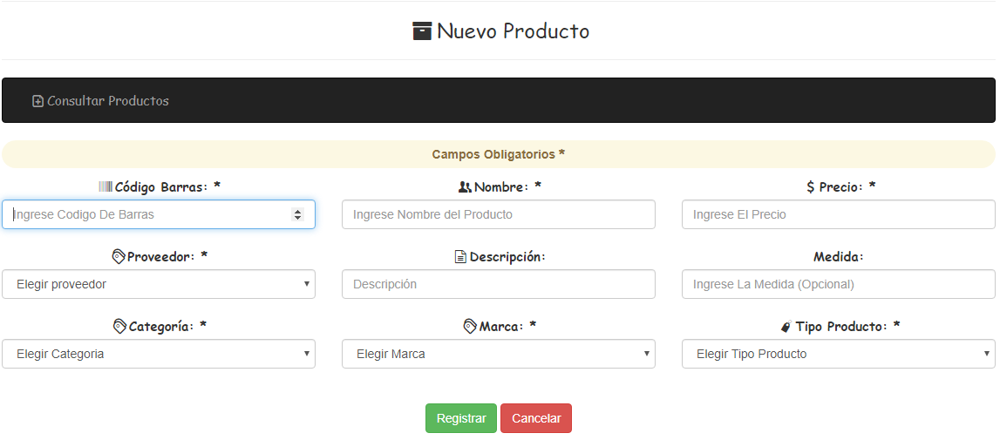 Nuevo Producto
Consultar Productos
Campos Obligatorios *
Código Barras: * Nombre: * $ Precio: *
Ingrese Codigo De Barras Ingrese Nombre del Producto Ingrese El Precio
Proveedor: * Descripción: Medida:
Elegir proveedor Descripción Ingrese La Medida (Opcional)
Categoría: * Marca: * Tipo Producto: *
Elegir Categoria Elegir Marca Elegir Tipo Producto
Registrar Cancelar